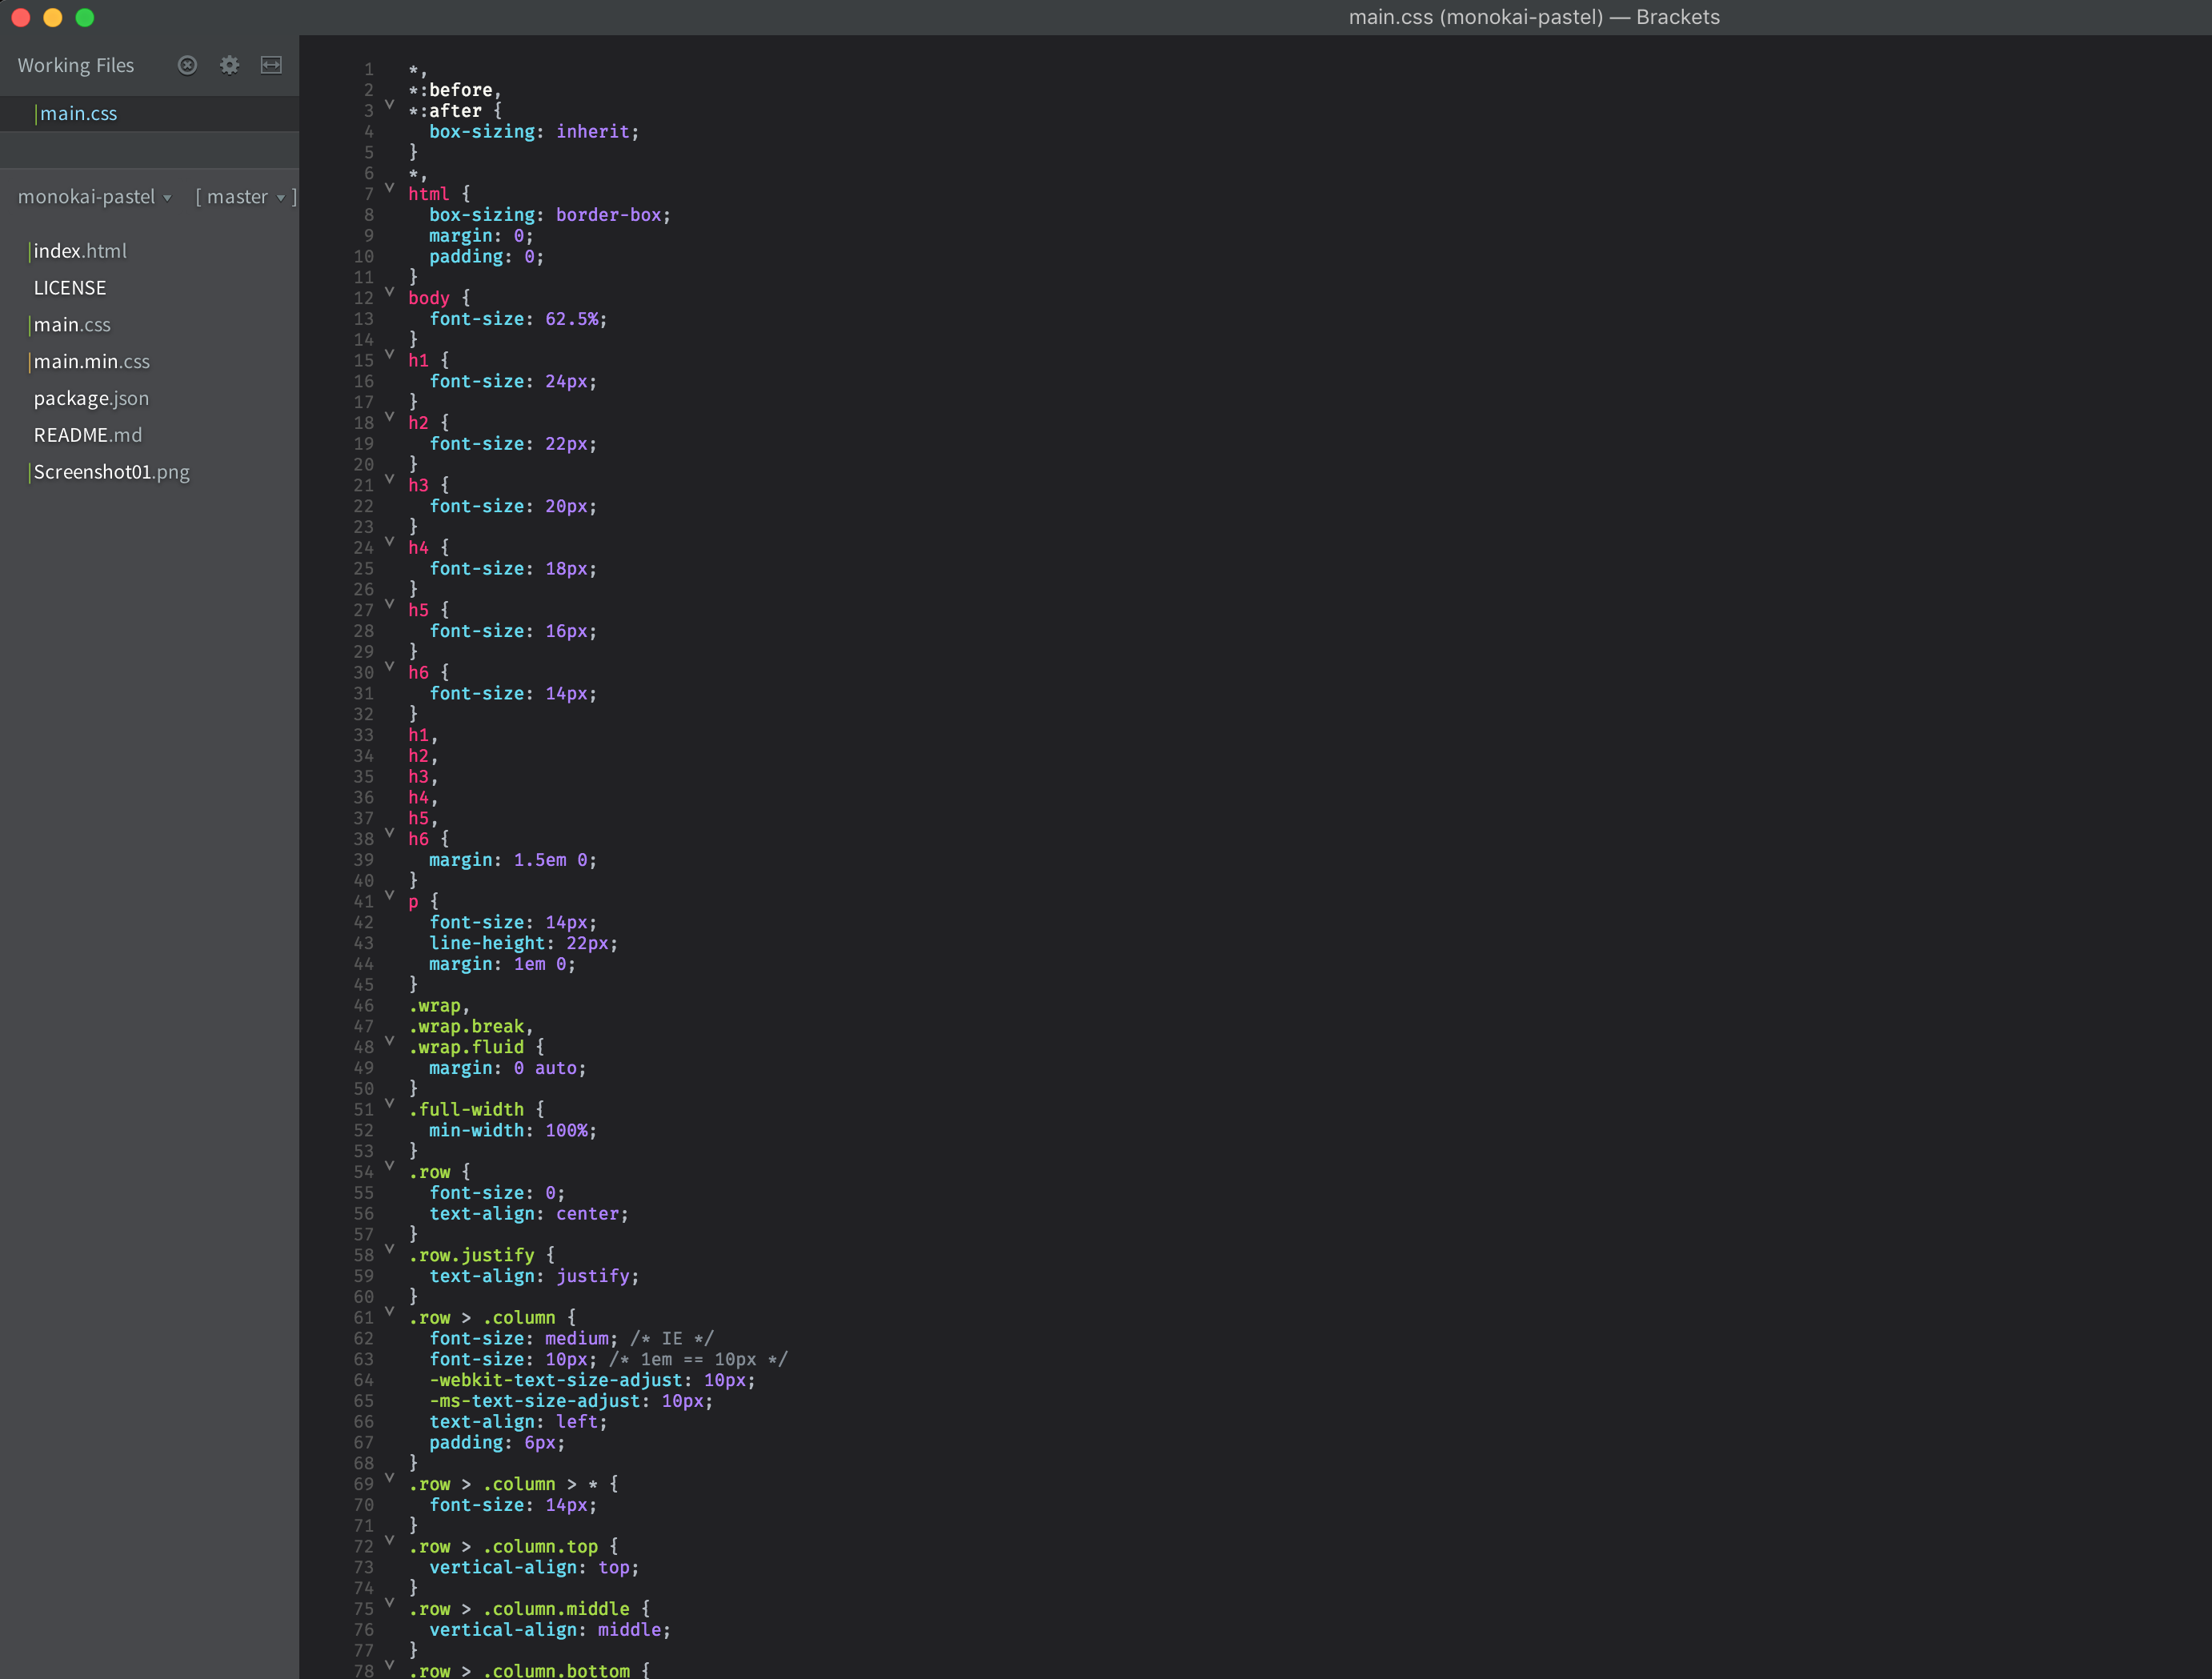 main.css (monokai-pastel) — Brackets
Working Files
main.css
monokai-pastel [ master ]
index.html
LICENSE
main.css
main.min.css
package.json
README.md
Screenshot01.png
1 *,
2 *:before,
3 *:after {
4 box-sizing: inherit;
5 }
6 *,
7 html {
8 box-sizing: border-box;
9 margin: 0;
10 padding: 0;
11 }
12 body {
13 font-size: 62.5%;
14 }
15 h1 {
16 font-size: 24px;
17 }
18 h2 {
19 font-size: 22px;
20 }
21 h3 {
22 font-size: 20px;
23 }
24 h4 {
25 font-size: 18px;
26 }
27 h5 {
28 font-size: 16px;
29 }
30 h6 {
31 font-size: 14px;
32 }
33 h1,
34 h2,
35 h3,
36 h4,
37 h5,
38 h6 {
39 margin: 1.5em 0;
40 }
41 p {
42 font-size: 14px;
43 line-height: 22px;
44 margin: 1em 0;
45 }
46 .wrap,
47 .wrap.break,
48 .wrap.fluid {
49 margin: 0 auto;
50 }
51 .full-width {
52 min-width: 100%;
53 }
54 .row {
55 font-size: 0;
56 text-align: center;
57 }
58 .row.justify {
59 text-align: justify;
60 }
61 .row > .column {
62 font-size: medium; /* IE */
63 font-size: 10px; /* 1em == 10px */
64 -webkit-text-size-adjust: 10px;
65 -ms-text-size-adjust: 10px;
66 text-align: left;
67 padding: 6px;
68 }
69 .row > .column > * {
70 font-size: 14px;
71 }
72 .row > .column.top {
73 vertical-align: top;
74 }
75 .row > .column.middle {
76 vertical-align: middle;
77 }
78 .row > .column.bottom {